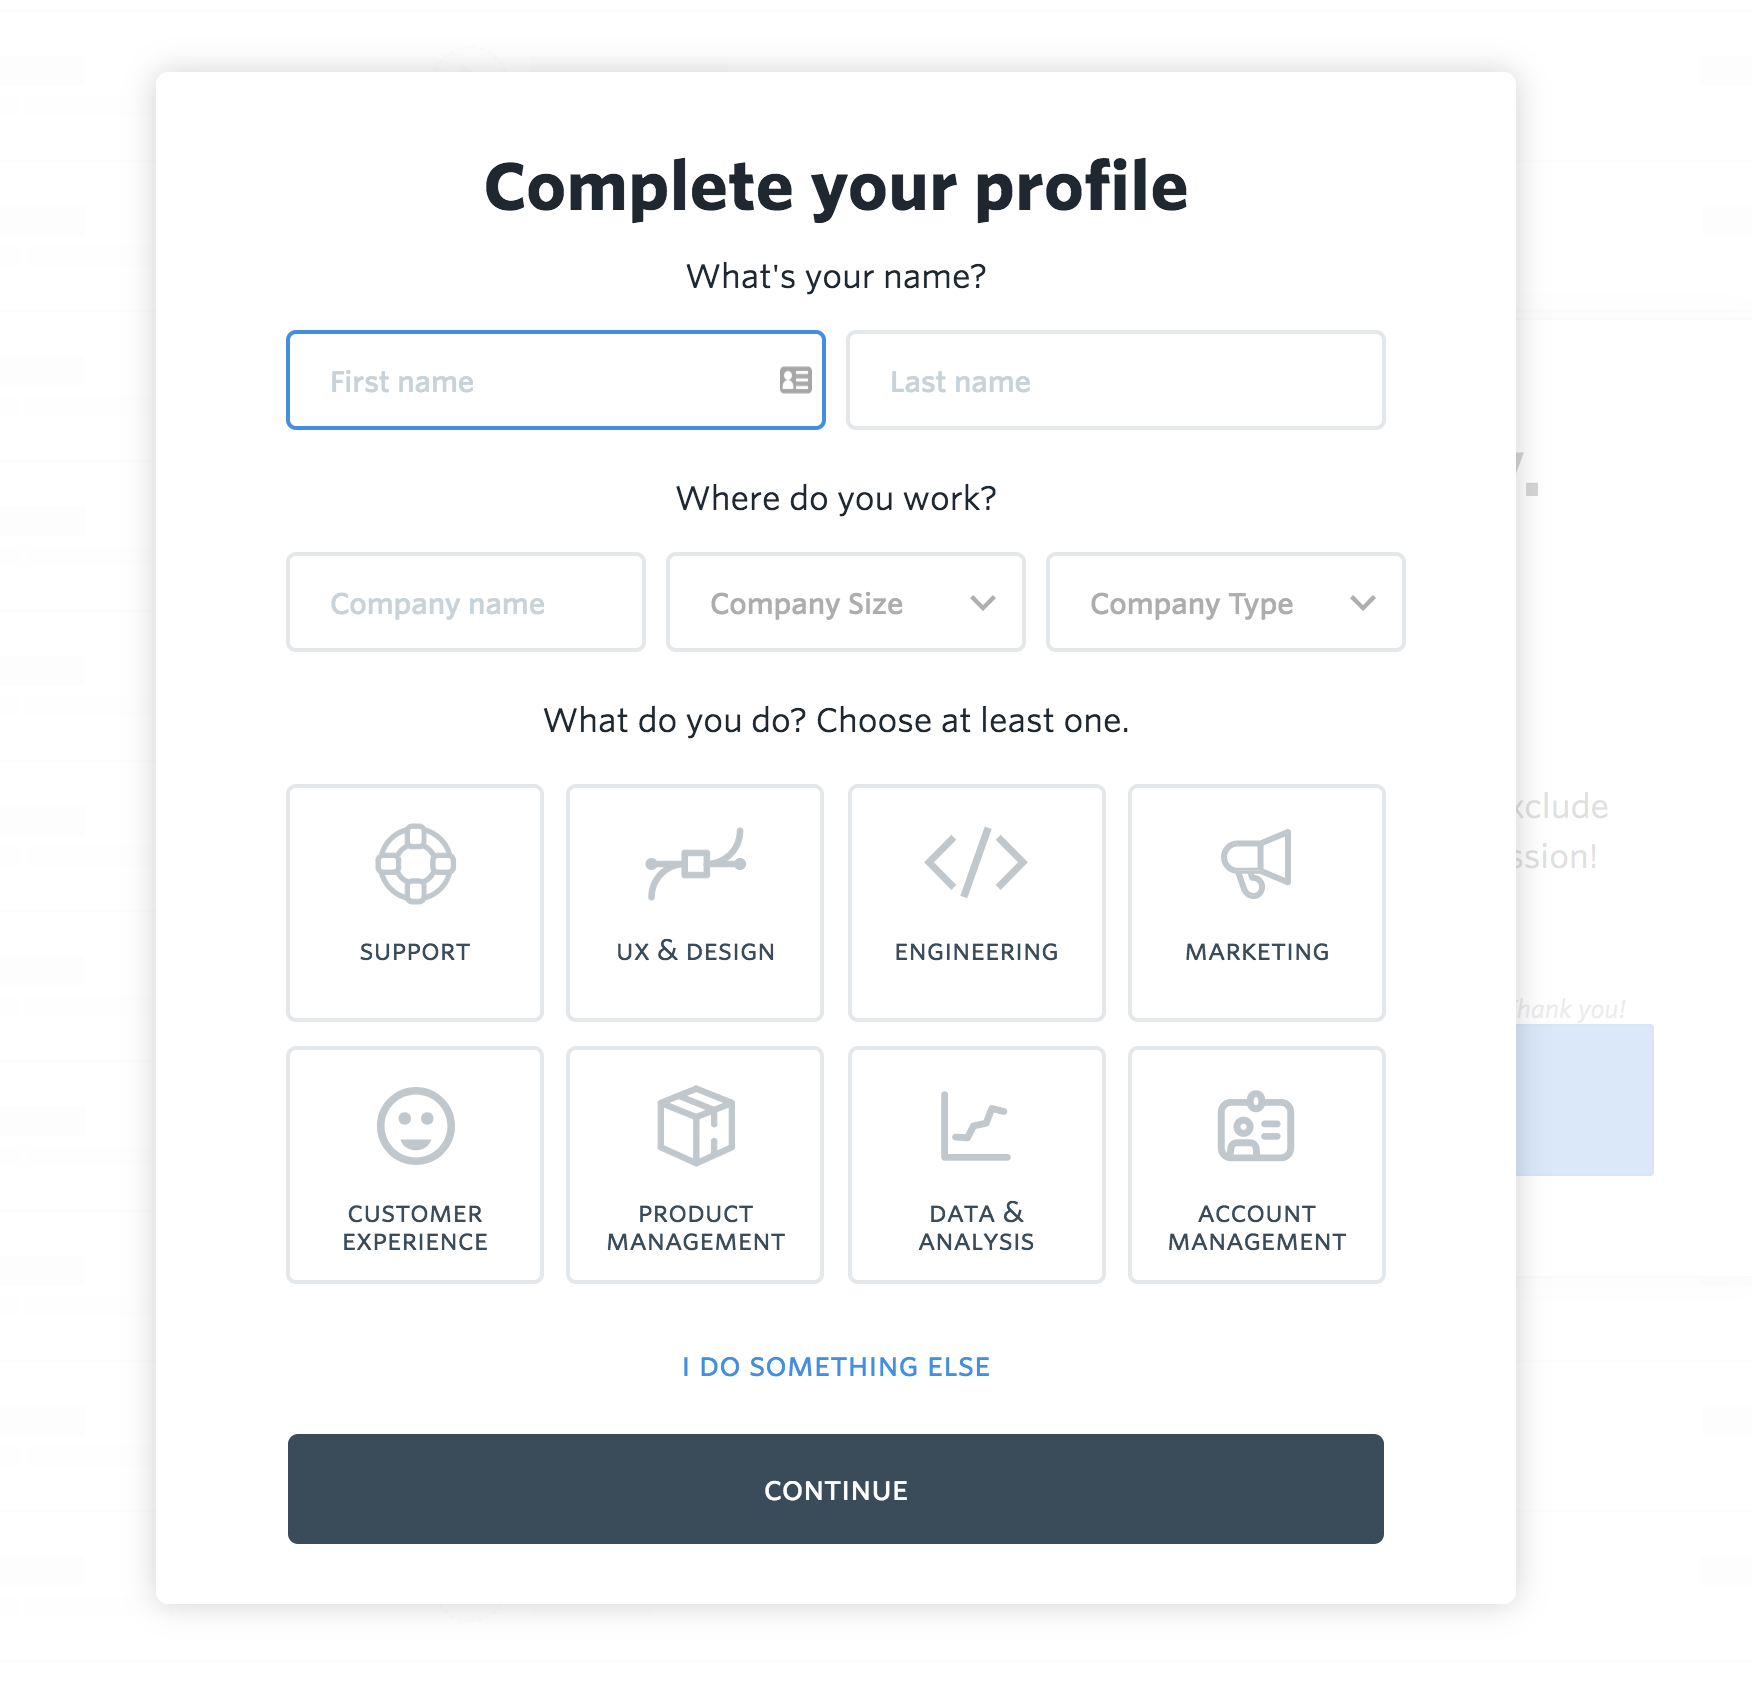 Complete your profile
What's your name?
First name
Last name
Where do you work?
Company name
Company Size
Company Type
What do you do? Choose at least one.
SUPPORT
UX & DESIGN
ENGINEERING
MARKETING
CUSTOMER
EXPERIENCE
PRODUCT
MANAGEMENT
DATA &
ANALYSIS
ACCOUNT
MANAGEMENT
I DO SOMETHING ELSE
CONTINUE
xclude
ssion!
hank you!